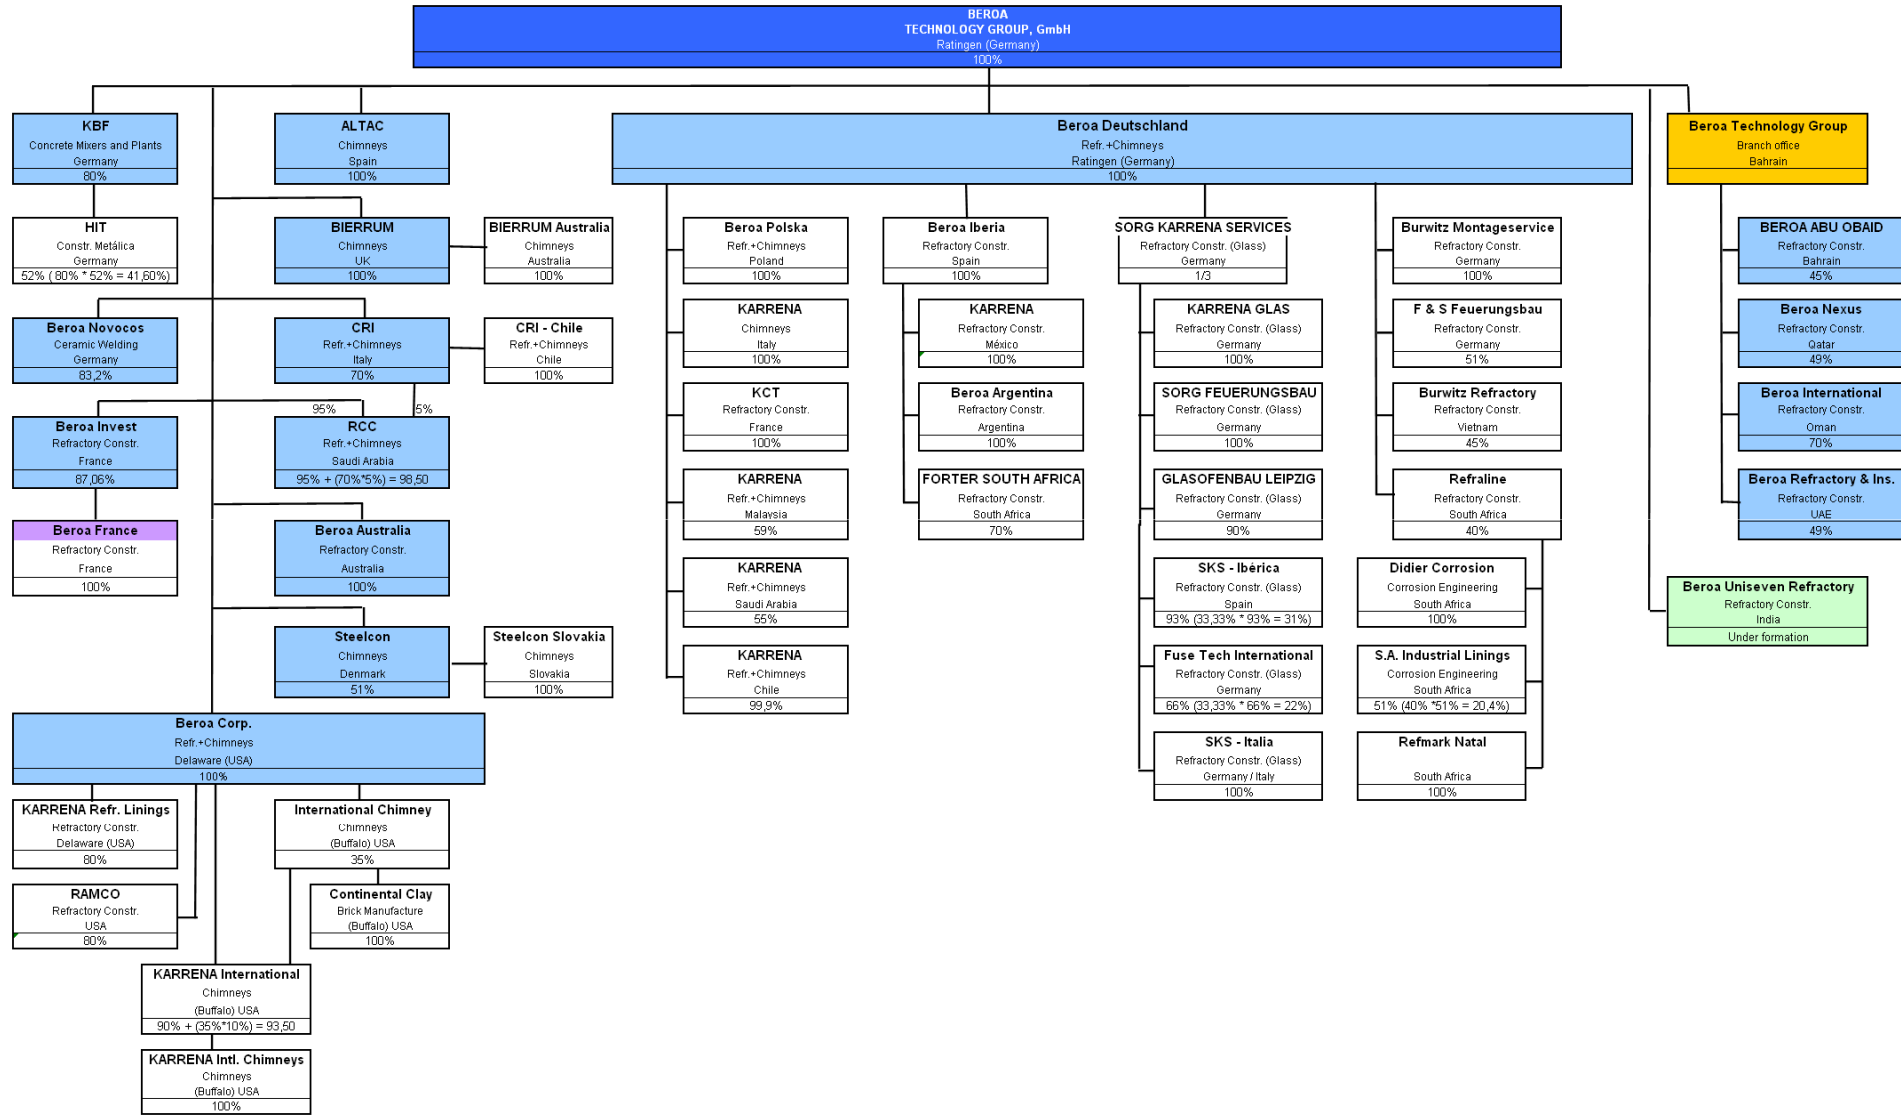 BEROA
TECHNOLOGY GROUP, GmbH
Ratingen (Germany)
100%
KBF
Concrete Mixers and Plants
Germany
80%
ALTAC
Chimneys
Spain
100%
Beroa Deutschland
Refr.+Chimneys
Ratingen (Germany)
100%
Beroa Technology Group
Branch office
Bahrain
HIT
Constr. Metálica
Germany
52% ( 80% * 52% = 41,60%)
BIERRUM
Chimneys
UK
100%
BIERRUM Australia
Chimneys
Australia
100%
Beroa Polska
Refr.+Chimneys
Poland
100%
Beroa Iberia
Refractory Constr.
Spain
100%
SORG KARRENA SERVICES
Refractory Constr. (Glass)
Germany
1/3
Burwitz Montageservice
Refractory Constr.
Germany
100%
BEROA ABU OBAID
Refractory Constr.
Bahrain
45%
Beroa Novocos
Ceramic Welding
Germany
83,2%
CRI
Refr.+Chimneys
Italy
70%
CRI - Chile
Refr.+Chimneys
Chile
100%
KARRENA
Chimneys
Italy
100%
KARRENA
Refractory Constr.
México
100%
KARRENA GLAS
Refractory Constr. (Glass)
Germany
100%
F & S Feuerungsbau
Refractory Constr.
Germany
51%
Beroa Nexus
Refractory Constr.
Qatar
49%
95%
5%
Beroa Invest
Refractory Constr.
France
87,06%
RCC
Refr.+Chimneys
Saudi Arabia
95% + (70%*5%) = 98,50
KCT
Refractory Constr.
France
100%
Beroa Argentina
Refractory Constr.
Argentina
100%
SORG FEUERUNGSBAU
Refractory Constr. (Glass)
Germany
100%
Burwitz Refractory
Refractory Constr.
Vietnam
45%
Beroa International
Refractory Constr.
Oman
70%
KARRENA
Refr.+Chimneys
Malaysia
59%
FORTER SOUTH AFRICA
Refractory Constr.
South Africa
70%
GLASOFENBAU LEIPZIG
Refractory Constr. (Glass)
Germany
90%
Refraline
Refractory Constr.
South Africa
40%
Beroa Refractory & Ins.
Refractory Constr.
UAE
49%
Beroa France
Refractory Constr.
France
100%
Beroa Australia
Refractory Constr.
Australia
100%
KARRENA
Refr.+Chimneys
Saudi Arabia
55%
SKS - Ibérica
Refractory Constr. (Glass)
Spain
93% (33,33% * 93% = 31%)
Didier Corrosion
Corrosion Engineering
South Africa
100%
Beroa Uniseven Refractory
Refractory Constr.
India
Under formation
Steelcon
Chimneys
Denmark
51%
Steelcon Slovakia
Chimneys
Slovakia
100%
KARRENA
Refr.+Chimneys
Chile
99,9%
Fuse Tech International
Refractory Constr. (Glass)
Germany
66% (33,33% * 66% = 22%)
S.A. Industrial Linings
Corrosion Engineering
South Africa
51% (40% *51% = 20,4%)
Beroa Corp.
Refr.+Chimneys
Delaware (USA)
100%
SKS - Italia
Refractory Constr. (Glass)
Germany / Italy
100%
Refmark Natal
South Africa
100%
KARRENA Refr. Linings
Refractory Constr.
Delaware (USA)
80%
International Chimney
Chimneys
(Buffalo) USA
35%
RAMCO
Refractory Constr.
USA
80%
Continental Clay
Brick Manufacture
(Buffalo) USA
100%
KARRENA International
Chimneys
(Buffalo) USA
90% + (35%*10%) = 93,50
KARRENA Intl. Chimneys
Chimneys
(Buffalo) USA
100%